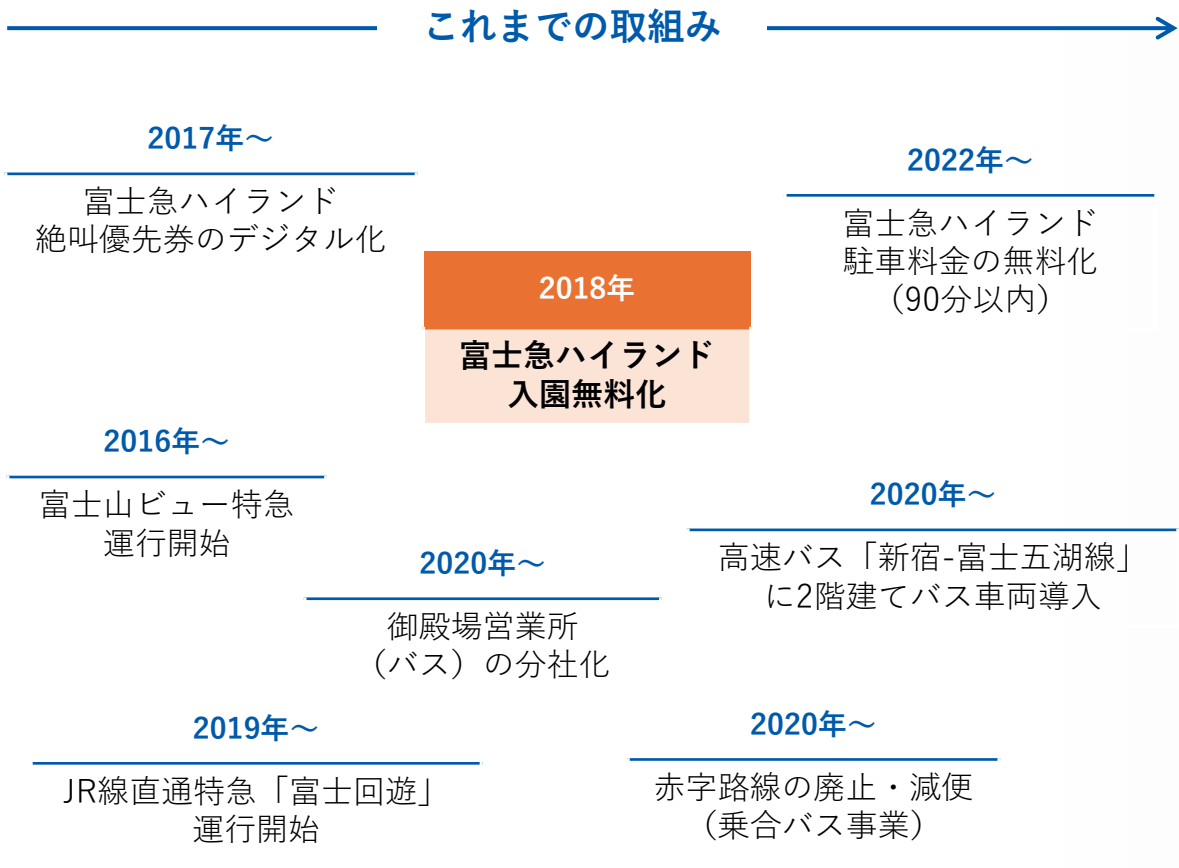 これまでの取組み
2017年～
富士急ハイランド
絶叫優先券のデジタル化
2022年～
富士急ハイランド
駐車料金の無料化
（90分以内）
2018年
富士急ハイランド
入園無料化
2016年～
富士山ビュー特急
運行開始
2020年～
高速バス「新宿-富士五湖線」
に2階建てバス車両導入
2020年～
御殿場営業所
（バス）の分社化
2019年～
JR線直通特急「富士回遊」
運行開始
2020年～
赤字路線の廃止・減便
（乗合バス事業）